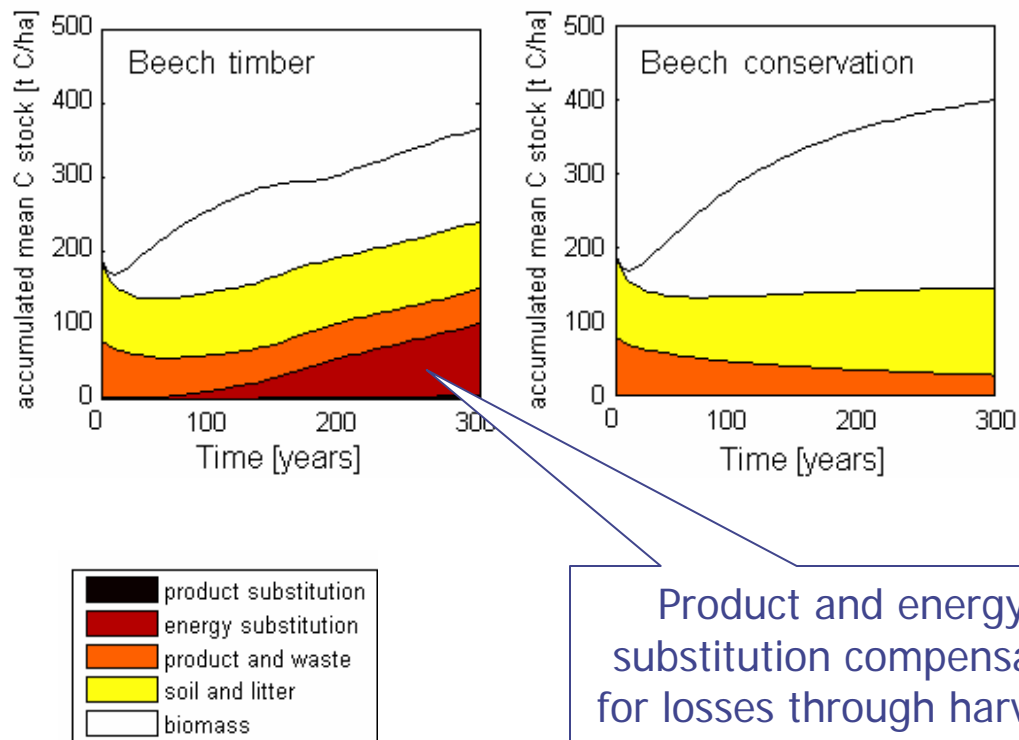 accumulated mean C stock [t C/ha]
500
400
300
200
100
0
Beech timber
0 100 200 300
Time [years]
accumulated mean C stock [t C/ha]
500
400
300
200
100
0
Beech conservation
0 100 200 300
Time [years]
product substitution
energy substitution
product and waste
soil and litter
biomass
Product and energy
substitution compensa
for losses through harv